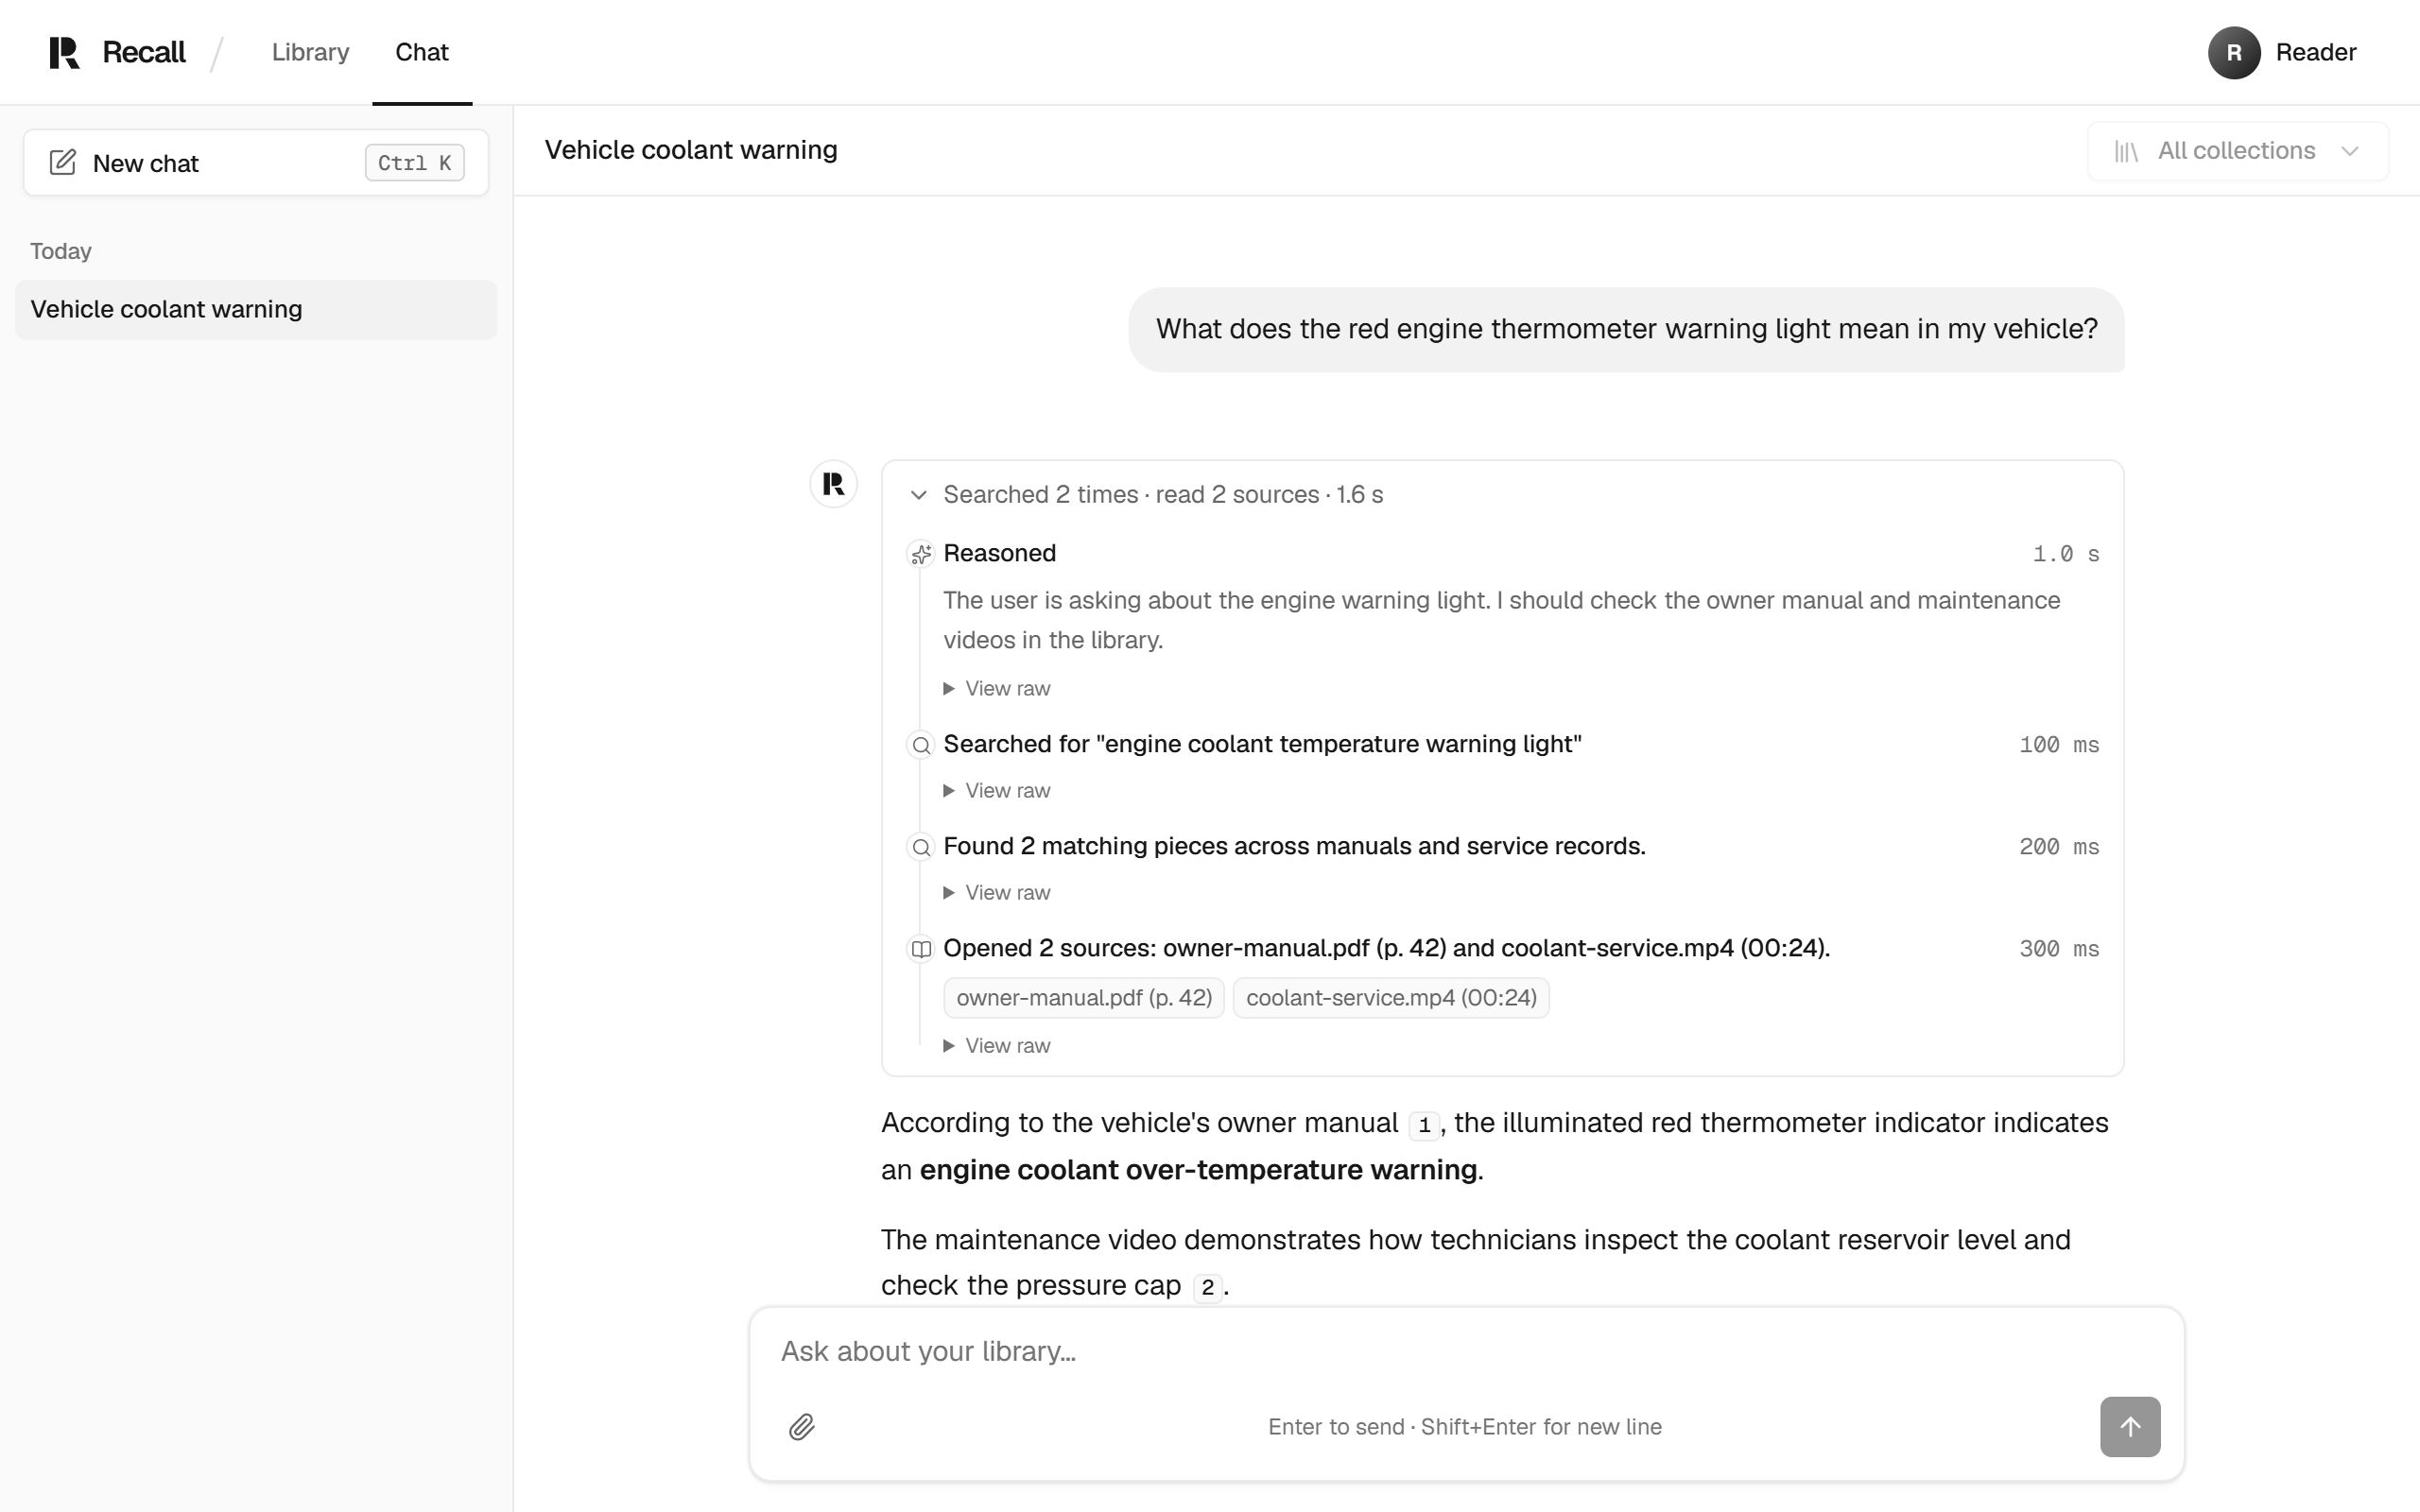 Recall / Library Chat
R Reader
New chat Ctrl K
Today
Vehicle coolant warning
Vehicle coolant warning
All collections
What does the red engine thermometer warning light mean in my vehicle?
Searched 2 times · read 2 sources · 1.6 s
Reasoned 1.0 s
The user is asking about the engine warning light. I should check the owner manual and maintenance
videos in the library.
View raw
Searched for "engine coolant temperature warning light" 100 ms
View raw
Found 2 matching pieces across manuals and service records. 200 ms
View raw
Opened 2 sources: owner-manual.pdf (p. 42) and coolant-service.mp4 (00:24). 300 ms
owner-manual.pdf (p. 42) coolant-service.mp4 (00:24)
View raw
According to the vehicle's owner manual 1, the illuminated red thermometer indicator indicates
an engine coolant over-temperature warning.
The maintenance video demonstrates how technicians inspect the coolant reservoir level and
check the pressure cap 2.
Ask about your library...
Enter to send · Shift+Enter for new line